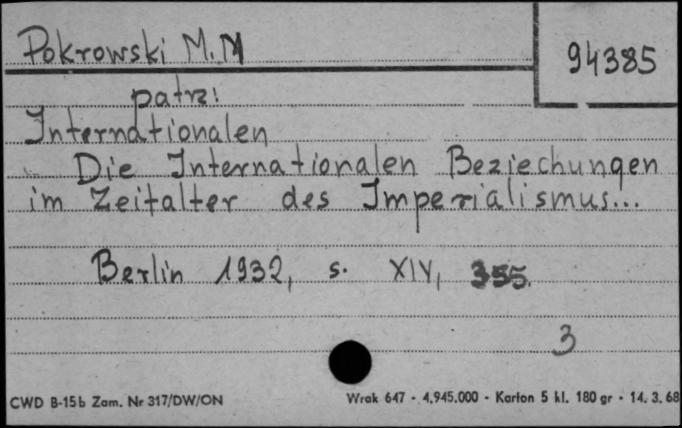 Pokrowski M. M
94385
patrz:
Internationalen
Die Internationalen Beziechungen
im Zeitalter des Imperialismus...
Berlin 1932, s. XIV, 355.
3
CWD B-15b Zam. Nr 317/DW/ON Wrak 647 - 4.945.000 - Karton 5 kl. 180 gr - 14. 3. 68